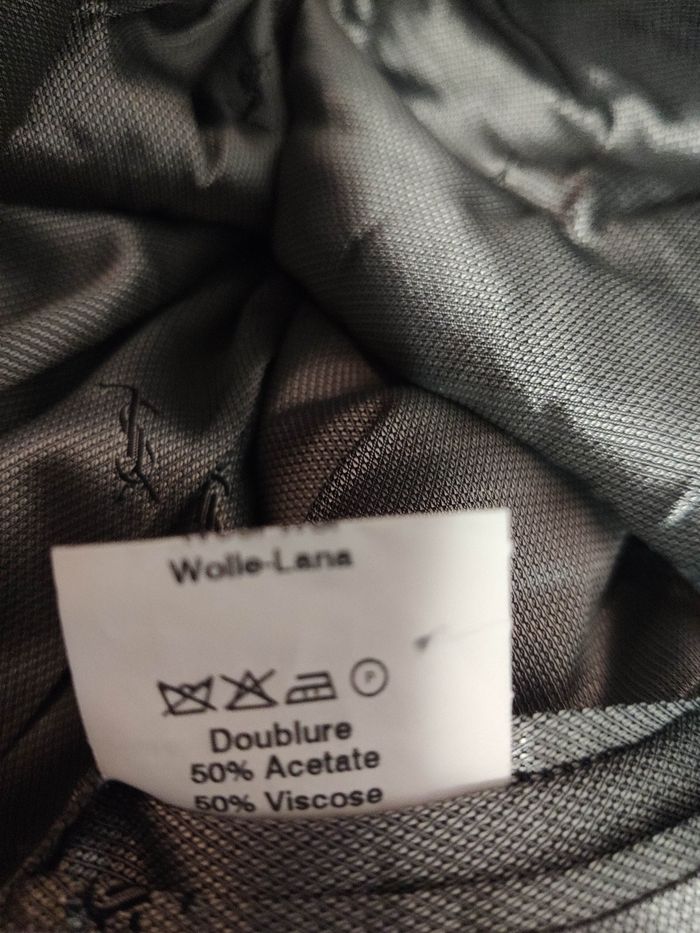 Wolle-Lana
P
Doublure
50% Acetate
50% Viscose